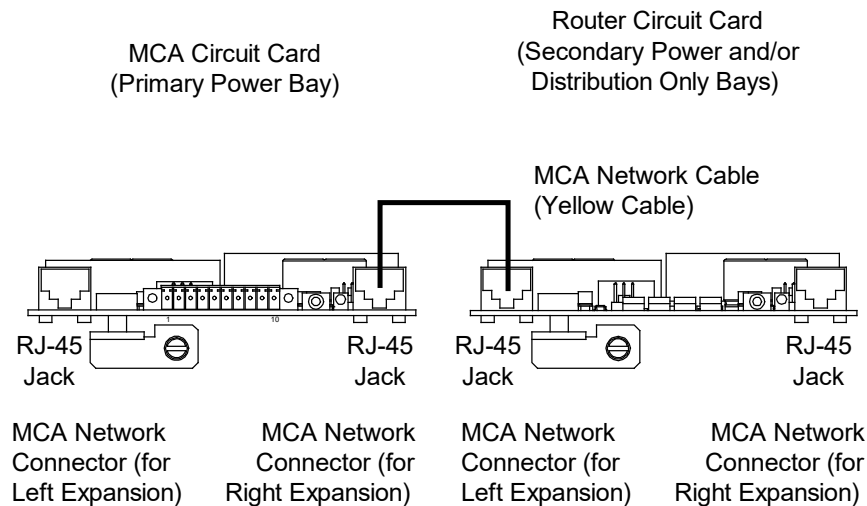 MCA Circuit Card
(Primary Power Bay)
Router Circuit Card
(Secondary Power and/or
Distribution Only Bays)
MCA Network Cable
(Yellow Cable)
1
10
RJ-45
Jack
RJ-45
Jack
RJ-45
Jack
RJ-45
Jack
MCA Network
Connector (for
Left Expansion)
MCA Network
Connector (for
Right Expansion)
MCA Network
Connector (for
Left Expansion)
MCA Network
Connector (for
Right Expansion)